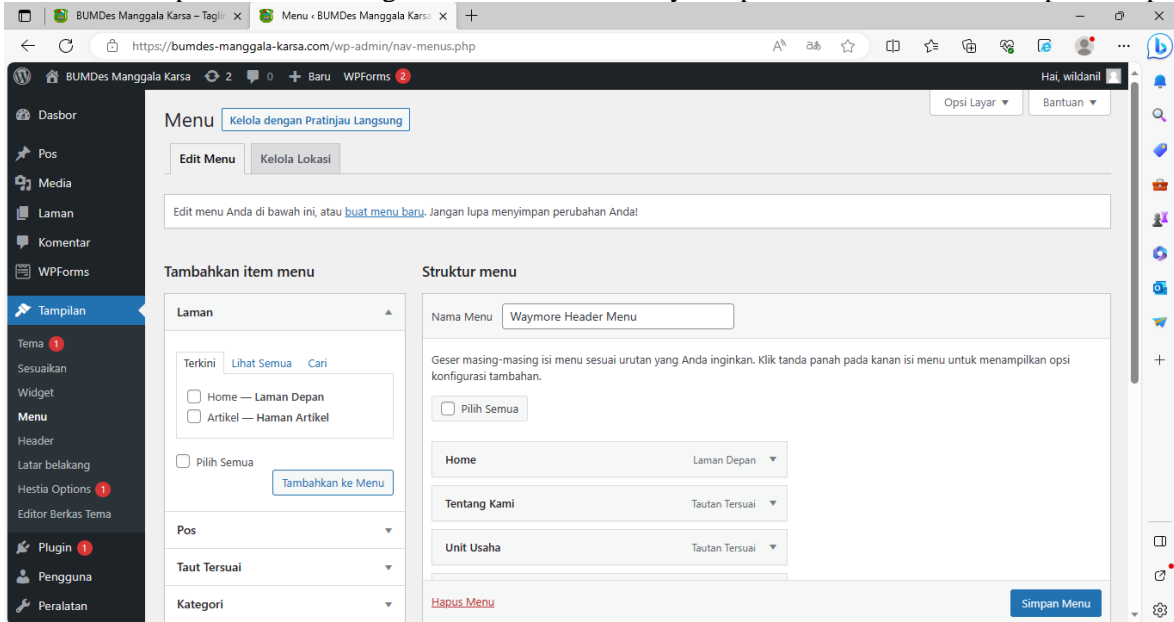 BUMDes Manggala Karsa – Taglin
Menu ‹ BUMDes Manggala Karsa
https://bumdes-manggala-karsa.com/wp-admin/nav-menus.php
BUMDes Manggala Karsa 2 0 Baru WPForms 2
Hai, wildanil
Dasbor
Pos
Media
Laman
Komentar
WPForms
Tampilan
Tema 1
Sesuaikan
Widget
Menu
Header
Latar belakang
Hestia Options 1
Editor Berkas Tema
Plugin 1
Pengguna
Peralatan
Opsi Layar
Bantuan
Menu
Kelola dengan Pratinjau Langsung
Edit Menu
Kelola Lokasi
Edit menu Anda di bawah ini, atau buat menu baru. Jangan lupa menyimpan perubahan Anda!
Tambahkan item menu
Laman
Terkini Lihat Semua Cari
Home — Laman Depan
Artikel — Haman Artikel
Pilih Semua
Tambahkan ke Menu
Pos
Taut Tersuai
Kategori
Struktur menu
Nama Menu Waymore Header Menu
Geser masing-masing isi menu sesuai urutan yang Anda inginkan. Klik tanda panah pada kanan isi menu untuk menampilkan opsi
konfigurasi tambahan.
Pilih Semua
Home Laman Depan
Tentang Kami Tautan Tersuai
Unit Usaha Tautan Tersuai
Hapus Menu
Simpan Menu